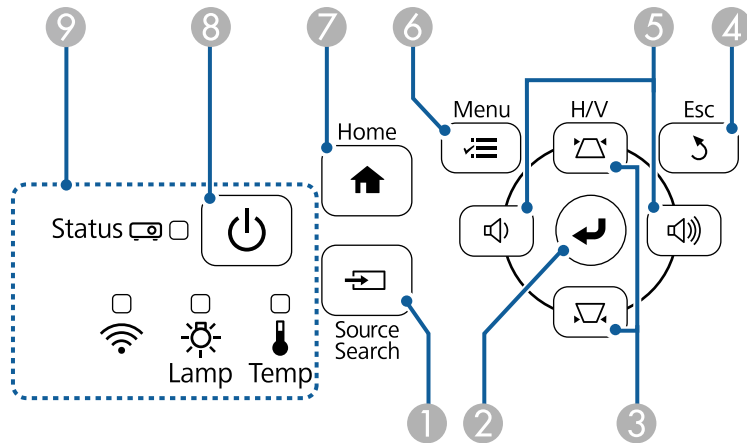 9 8 7 6 5 4
Menu H/V Esc
Home
Status
Source
Search
Lamp Temp
1 2 3